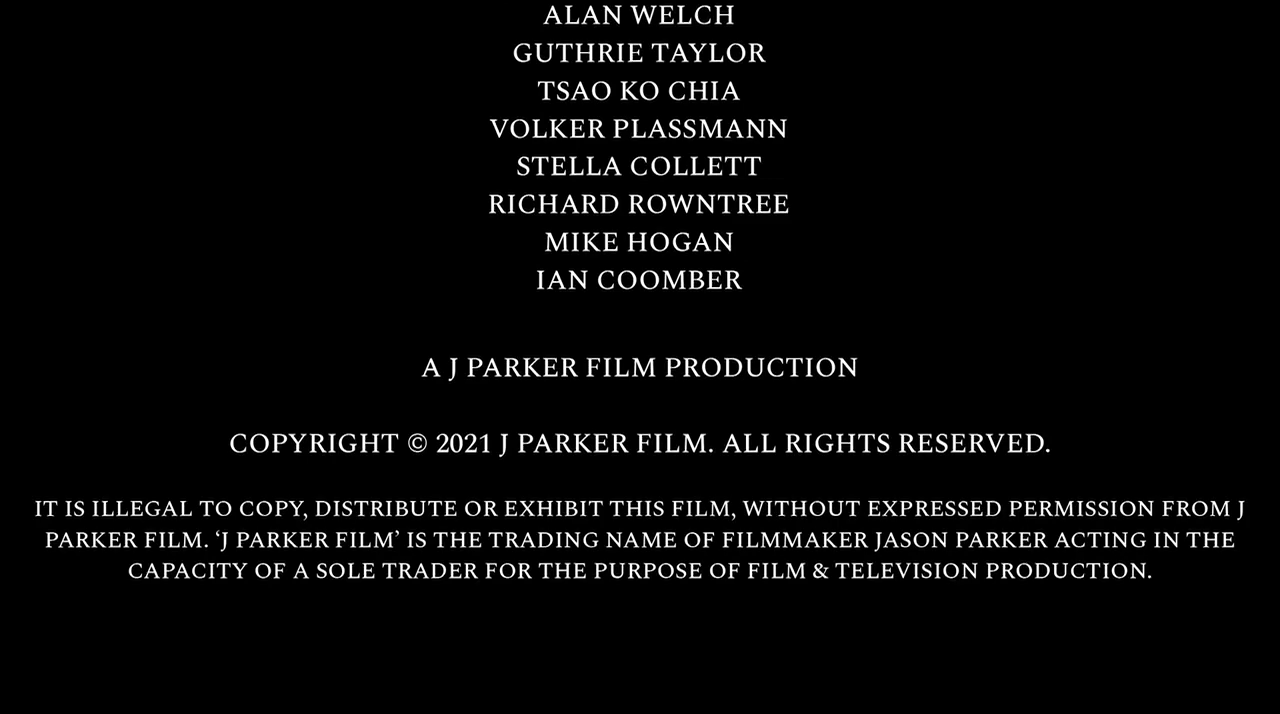 ALAN WELCH
GUTHRIE TAYLOR
TSAO KO CHIA
VOLKER PLASSMANN
STELLA COLLETT
RICHARD ROWNTREE
MIKE HOGAN
IAN COOMBER
A J PARKER FILM PRODUCTION
COPYRIGHT © 2021 J PARKER FILM. ALL RIGHTS RESERVED.
IT IS ILLEGAL TO COPY, DISTRIBUTE OR EXHIBIT THIS FILM, WITHOUT EXPRESSED PERMISSION FROM J
PARKER FILM. ‘J PARKER FILM’ IS THE TRADING NAME OF FILMMAKER JASON PARKER ACTING IN THE
CAPACITY OF A SOLE TRADER FOR THE PURPOSE OF FILM & TELEVISION PRODUCTION.